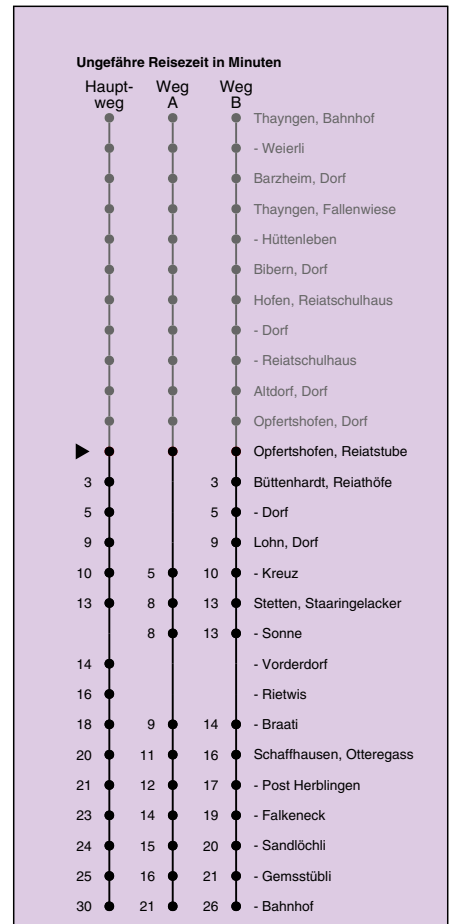 Ungefähre Reisezeit in Minuten
Haupt- Weg Weg
weg A B
Thayngen, Bahnhof
- Weierli
Barzheim, Dorf
Thayngen, Fallenwiese
- Hüttenleben
Bibern, Dorf
Hofen, Reiatschulhaus
- Dorf
- Reiatschulhaus
Altdorf, Dorf
Opfertshofen, Dorf
Opfertshofen, Reiatstube
3 3 Büttenhardt, Reiathöfe
5 5 - Dorf
9 9 Lohn, Dorf
10 5 10 - Kreuz
13 8 13 Stetten, Staaringelacker
8 13 - Sonne
14 - Vorderdorf
16 - Rietwis
18 9 14 - Braati
20 11 16 Schaffhausen, Otteregass
21 12 17 - Post Herblingen
23 14 19 - Falkeneck
24 15 20 - Sandlöchli
25 16 21 - Gemsstübli
30 21 26 - Bahnhof